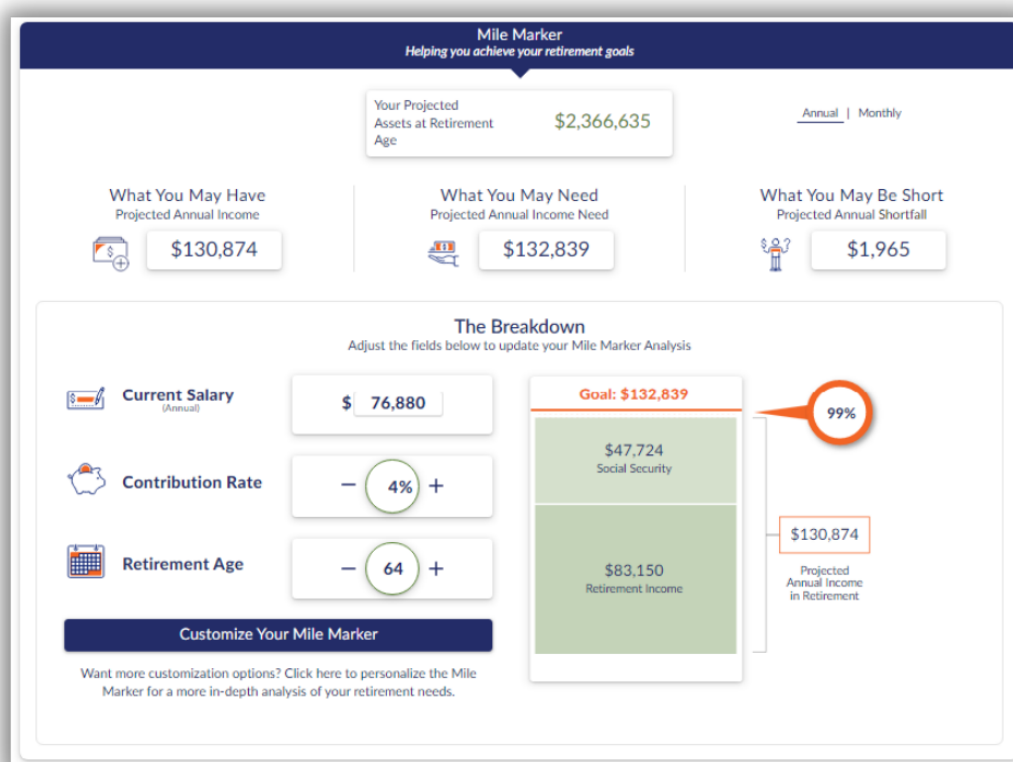 Mile Marker
Helping you achieve your retirement goals
Your Projected
Assets at Retirement
Age
$2,366,635
Annual | Monthly
What You May Have
Projected Annual Income
$130,874
What You May Need
Projected Annual Income Need
$132,839
What You May Be Short
Projected Annual Shortfall
$1,965
The Breakdown
Adjust the fields below to update your Mile Marker Analysis
Current Salary
(Annual)
$ 76,880
Contribution Rate
− 4% +
Retirement Age
− 64 +
Customize Your Mile Marker
Want more customization options? Click here to personalize the Mile
Marker for a more in-depth analysis of your retirement needs.
Goal: $132,839
99%
$47,724
Social Security
$83,150
Retirement Income
$130,874
Projected
Annual Income
in Retirement